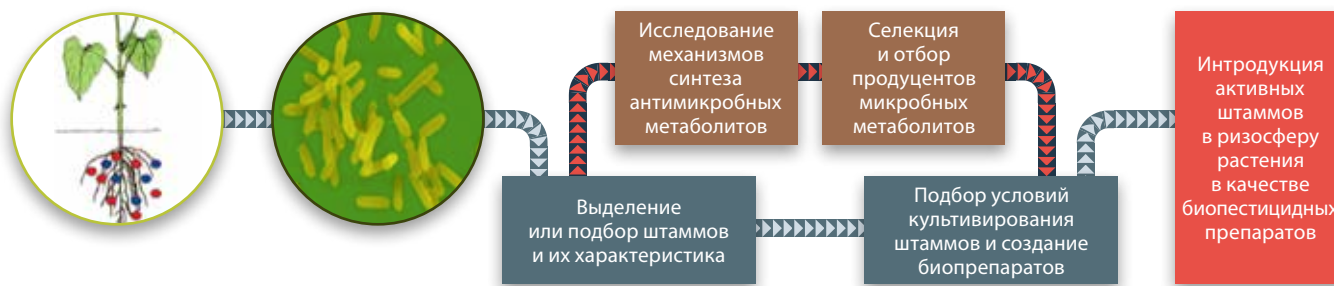 Выделение
или подбор штаммов
и их характеристика
Исследование
механизмов
синтеза
антимикробных
метаболитов
Селекция
и отбор
продуцентов
микробных
метаболитов
Подбор условий
культивирования
штаммов и создание
биопрепаратов
Интродукция
активных
штаммов
в ризосферу
растения
в качестве
биопестицидных
препаратов